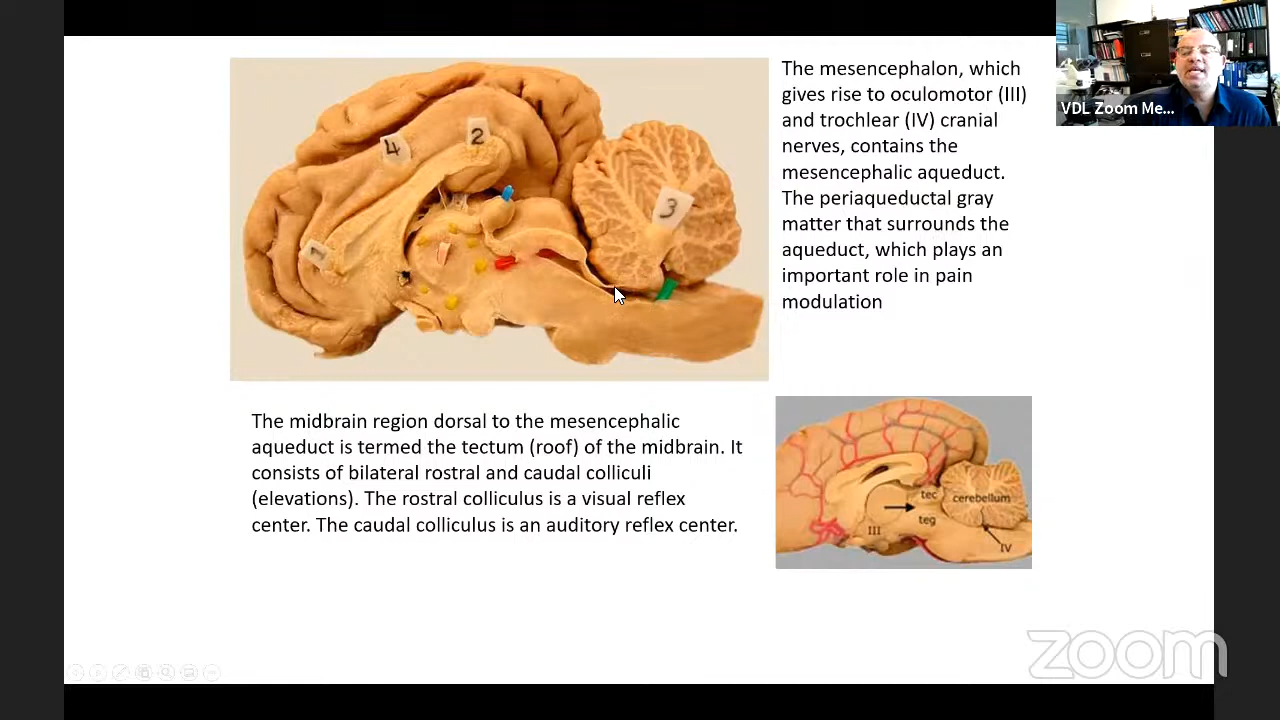 The mesencephalon, which
gives rise to oculomotor (III)
and trochlear (IV) cranial
nerves, contains the
mesencephalic aqueduct.
The periaqueductal gray
matter that surrounds the
aqueduct, which plays an
important role in pain
modulation
VDL Zoom Me...
4
2
3
1
The midbrain region dorsal to the mesencephalic
aqueduct is termed the tectum (roof) of the midbrain. It
consists of bilateral rostral and caudal colliculi
(elevations). The rostral colliculus is a visual reflex
center. The caudal colliculus is an auditory reflex center.
tec
cerebellum
teg
III
IV
zoom